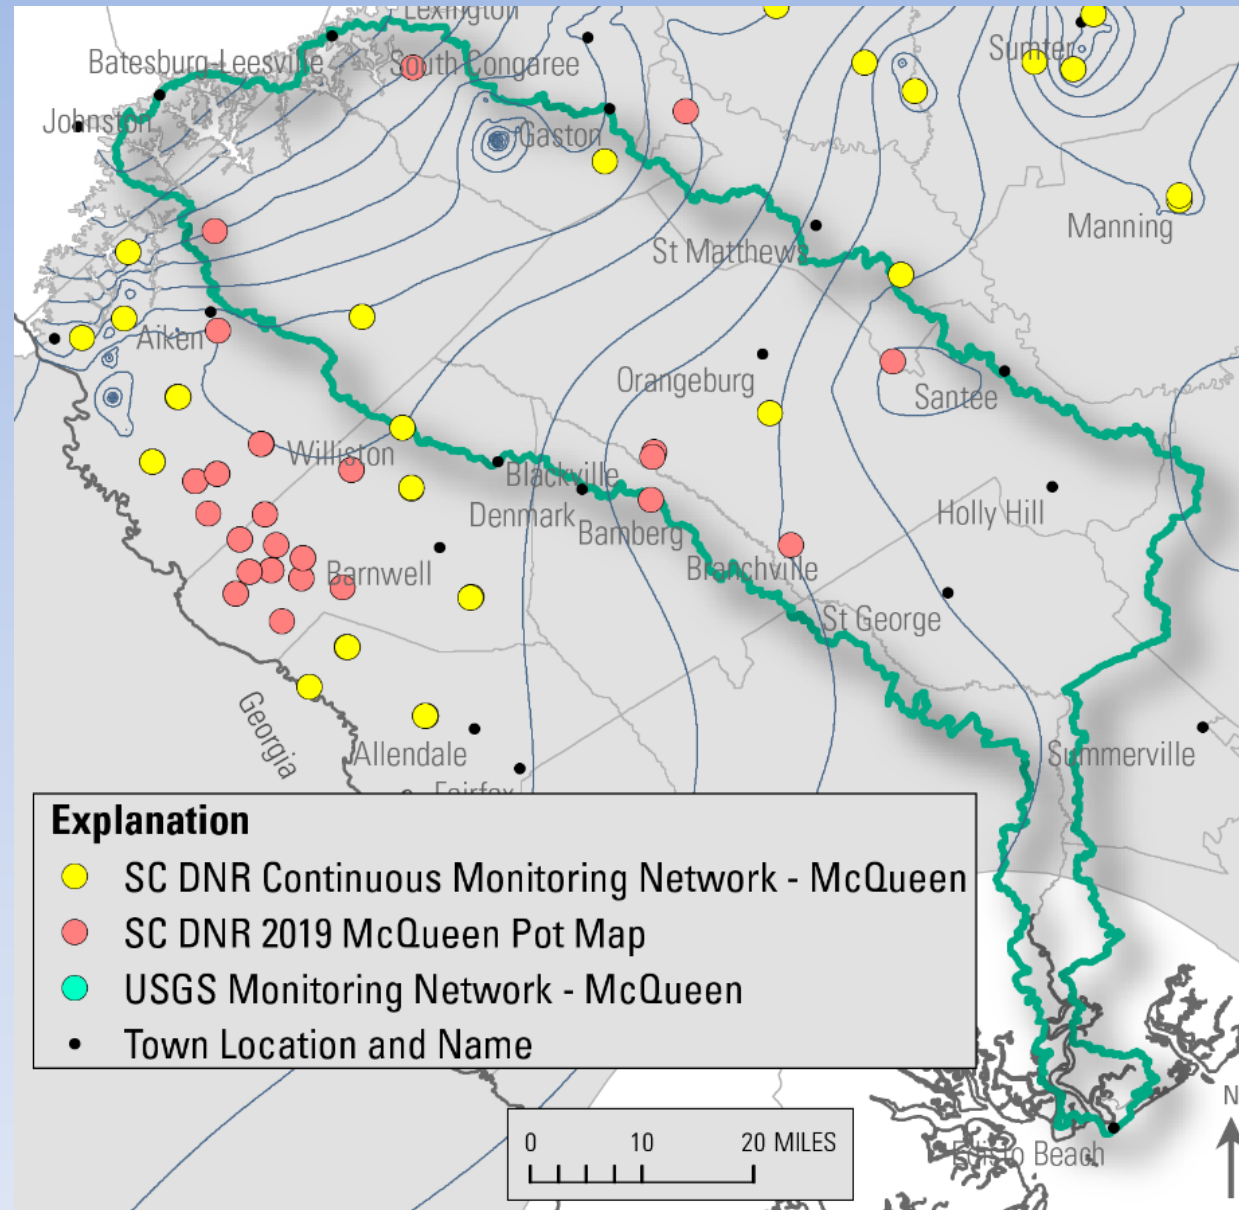 Lexington
Sumter
Batesburg-Leesville
South Congaree
Johnston
Gaston
Manning
St Matthews
Aiken
Orangeburg
Santee
Williston
Blackville
Denmark
Holly Hill
Bamberg
Branchville
Barnwell
St George
Georgia
Allendale
Summerville
Fairfax
Explanation
SC DNR Continuous Monitoring Network - McQueen
SC DNR 2019 McQueen Pot Map
USGS Monitoring Network - McQueen
Town Location and Name
0 10 20 MILES
N
Edisto Beach